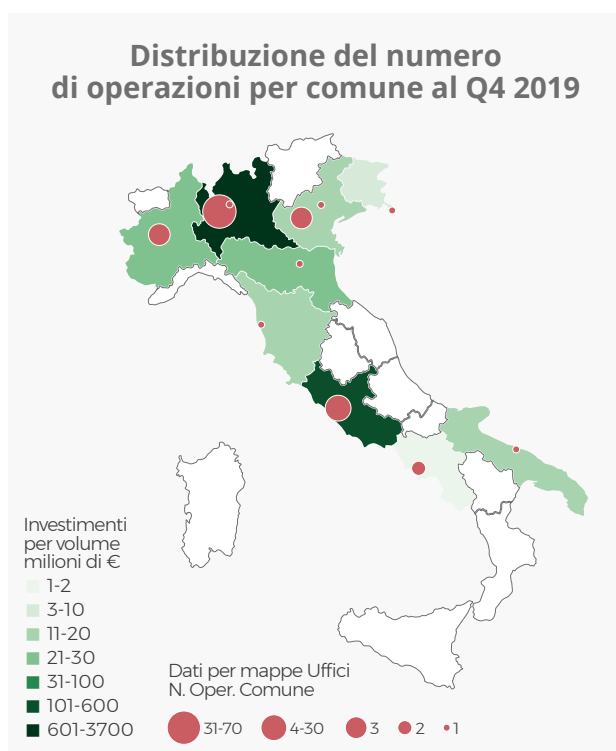 Distribuzione del numero
di operazioni per comune al Q4 2019
Investimenti
per volume
milioni di €
1-2
3-10
11-20
21-30
31-100
101-600
601-3700
Dati per mappe Uffici
N. Oper. Comune
31-70
4-30
3
2
1